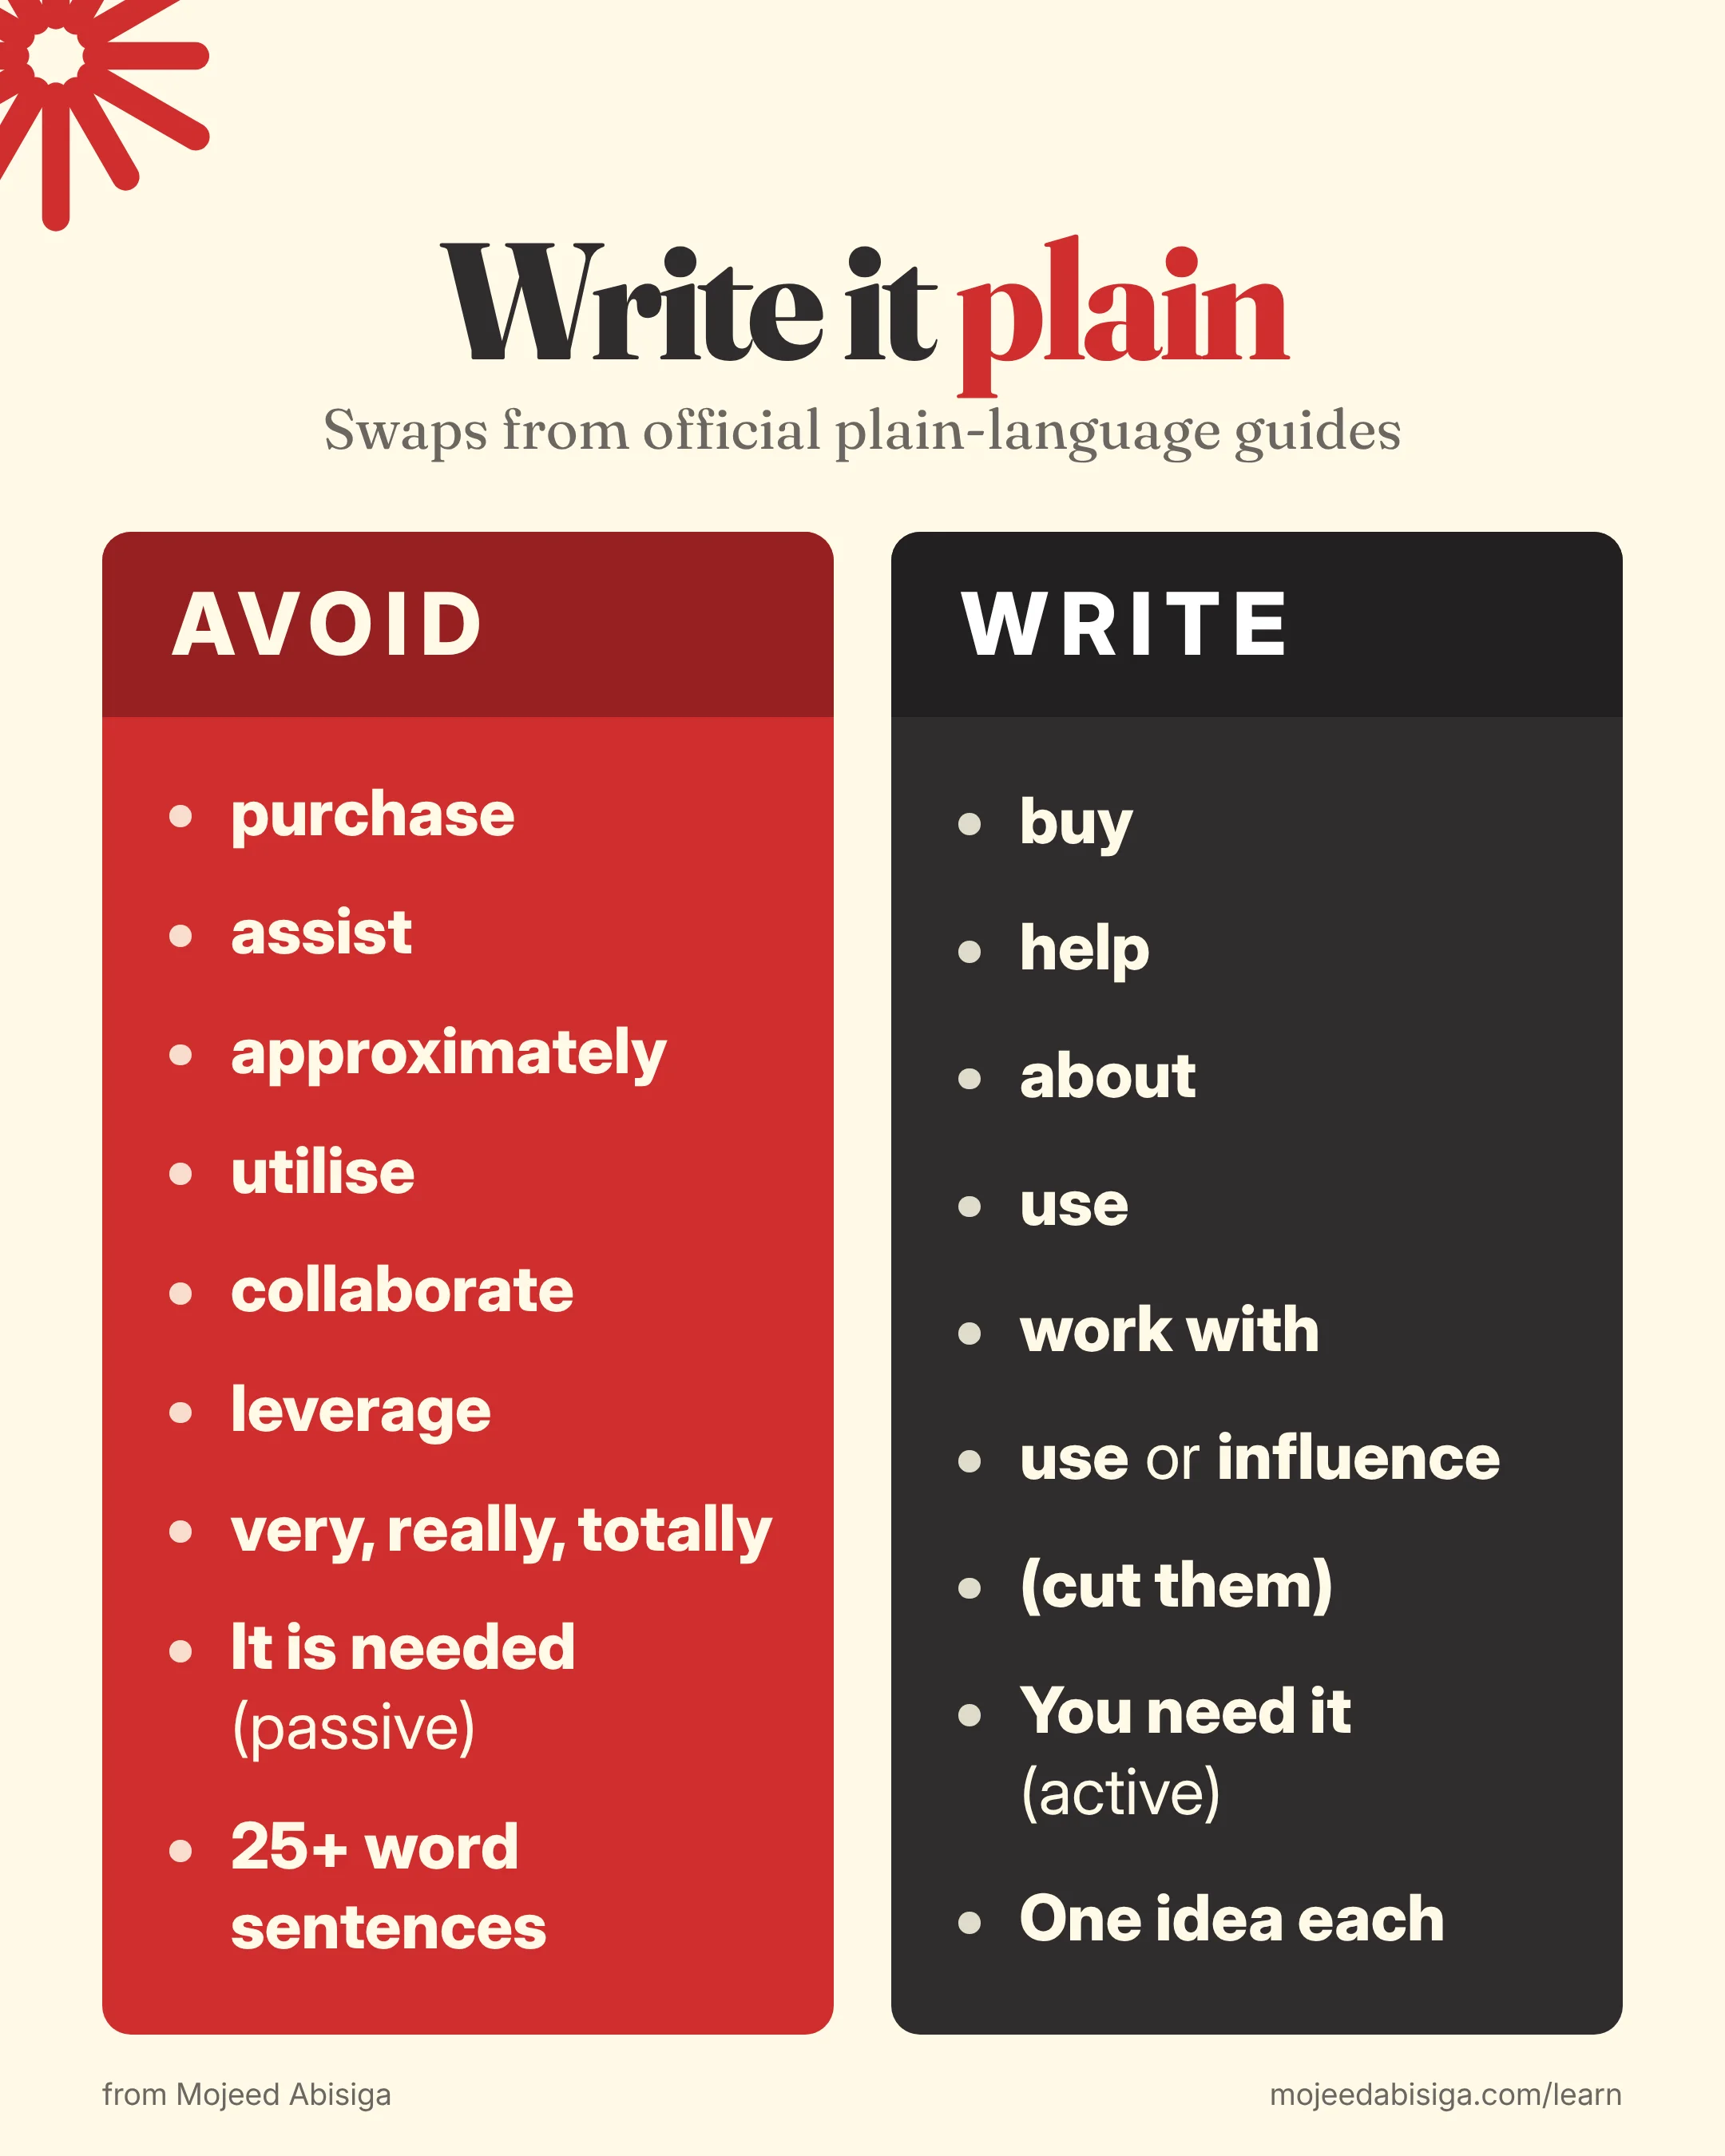 Write it plain
Swaps from official plain-language guides
AVOID
• purchase
• assist
• approximately
• utilise
• collaborate
• leverage
• very, really, totally
• It is needed
(passive)
• 25+ word
sentences
WRITE
• buy
• help
• about
• use
• work with
• use or influence
• (cut them)
• You need it
(active)
• One idea each
from Mojeed Abisiga
mojeedabisiga.com/learn